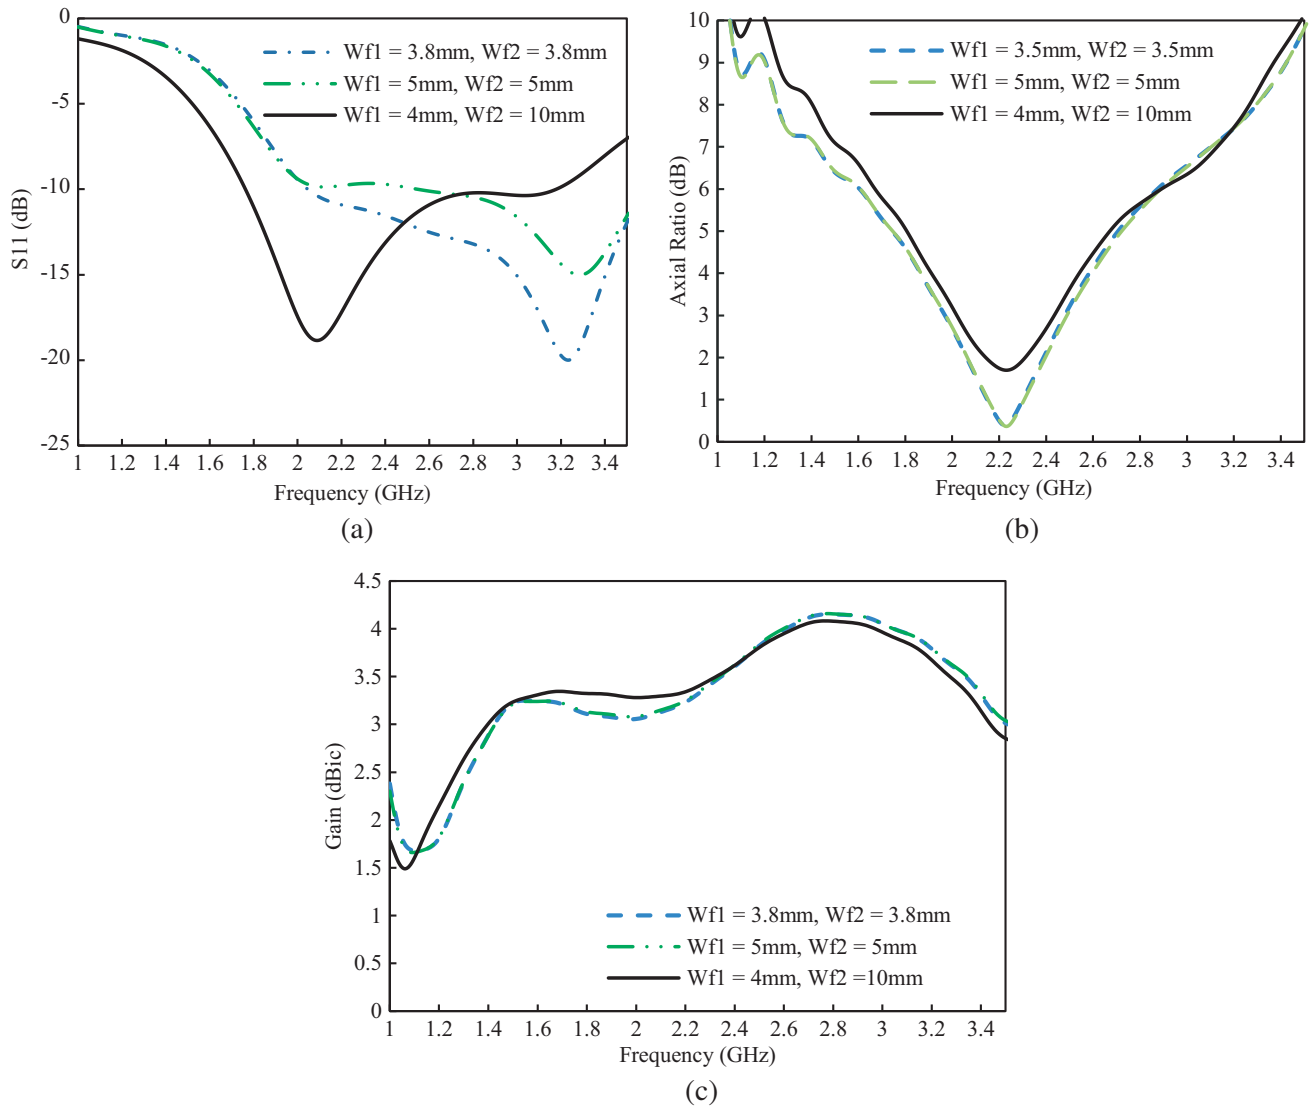 0
-5
-10
-15
-20
-25
S11 (dB)
Wf1 = 3.8mm, Wf2 = 3.8mm
Wf1 = 5mm, Wf2 = 5mm
Wf1 = 4mm, Wf2 = 10mm
1 1.2 1.4 1.6 1.8 2 2.2 2.4 2.6 2.8 3 3.2 3.4
Frequency (GHz)
(a)
10
9
8
7
6
5
4
3
2
1
0
Axial Ratio (dB)
Wf1 = 3.5mm, Wf2 = 3.5mm
Wf1 = 5mm, Wf2 = 5mm
Wf1 = 4mm, Wf2 = 10mm
1 1.2 1.4 1.6 1.8 2 2.2 2.4 2.6 2.8 3 3.2 3.4
Frequency (GHz)
(b)
4.5
4
3.5
3
2.5
2
1.5
1
0.5
0
Gain (dBic)
Wf1 = 3.8mm, Wf2 = 3.8mm
Wf1 = 5mm, Wf2 = 5mm
Wf1 = 4mm, Wf2 =10mm
1 1.2 1.4 1.6 1.8 2 2.2 2.4 2.6 2.8 3 3.2 3.4
Frequency (GHz)
(c)